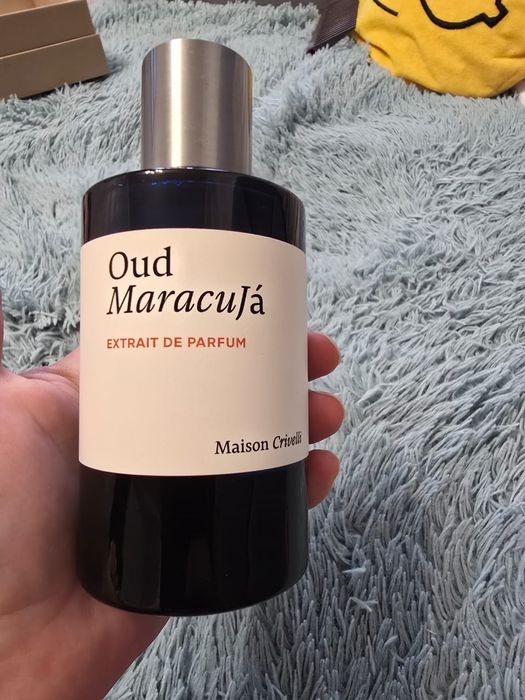 Oud
MaracuJá
EXTRAIT DE PARFUM
Maison Crivelli